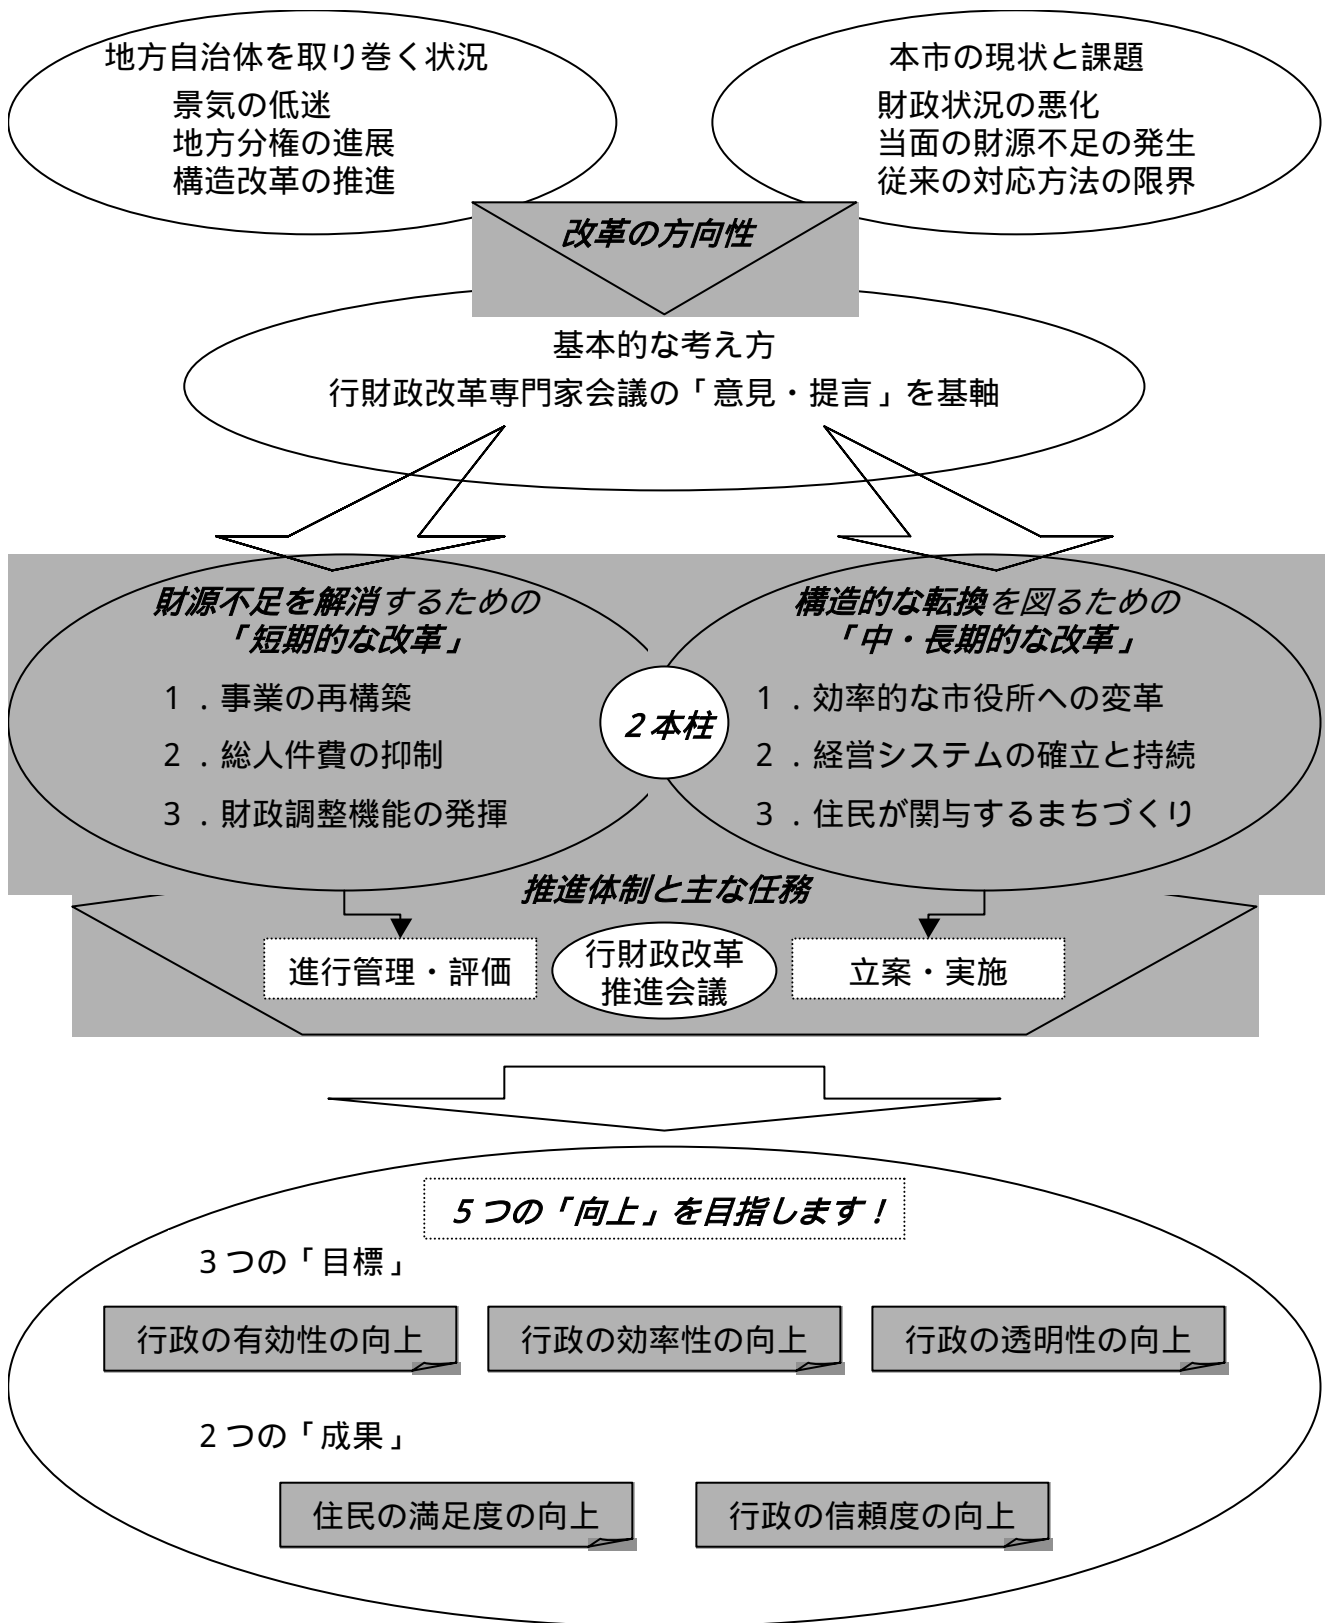 地方自治体を取り巻く状況
景気の低迷
地方分権の進展
構造改革の推進
本市の現状と課題
財政状況の悪化
当面の財源不足の発生
従来の対応方法の限界
改革の方向性
基本的な考え方
行財政改革専門家会議の「意見・提言」を基軸
財源不足を解消するための
「短期的な改革」
1．事業の再構築
2．総人件費の抑制
3．財政調整機能の発揮
2本柱
構造的な転換を図るための
「中・長期的な改革」
1．効率的な市役所への変革
2．経営システムの確立と持続
3．住民が関与するまちづくり
推進体制と主な任務
進行管理・評価
行財政改革
推進会議
立案・実施
5つの「向上」を目指します！
3つの「目標」
行政の有効性の向上
行政の効率性の向上
行政の透明性の向上
2つの「成果」
住民の満足度の向上
行政の信頼度の向上